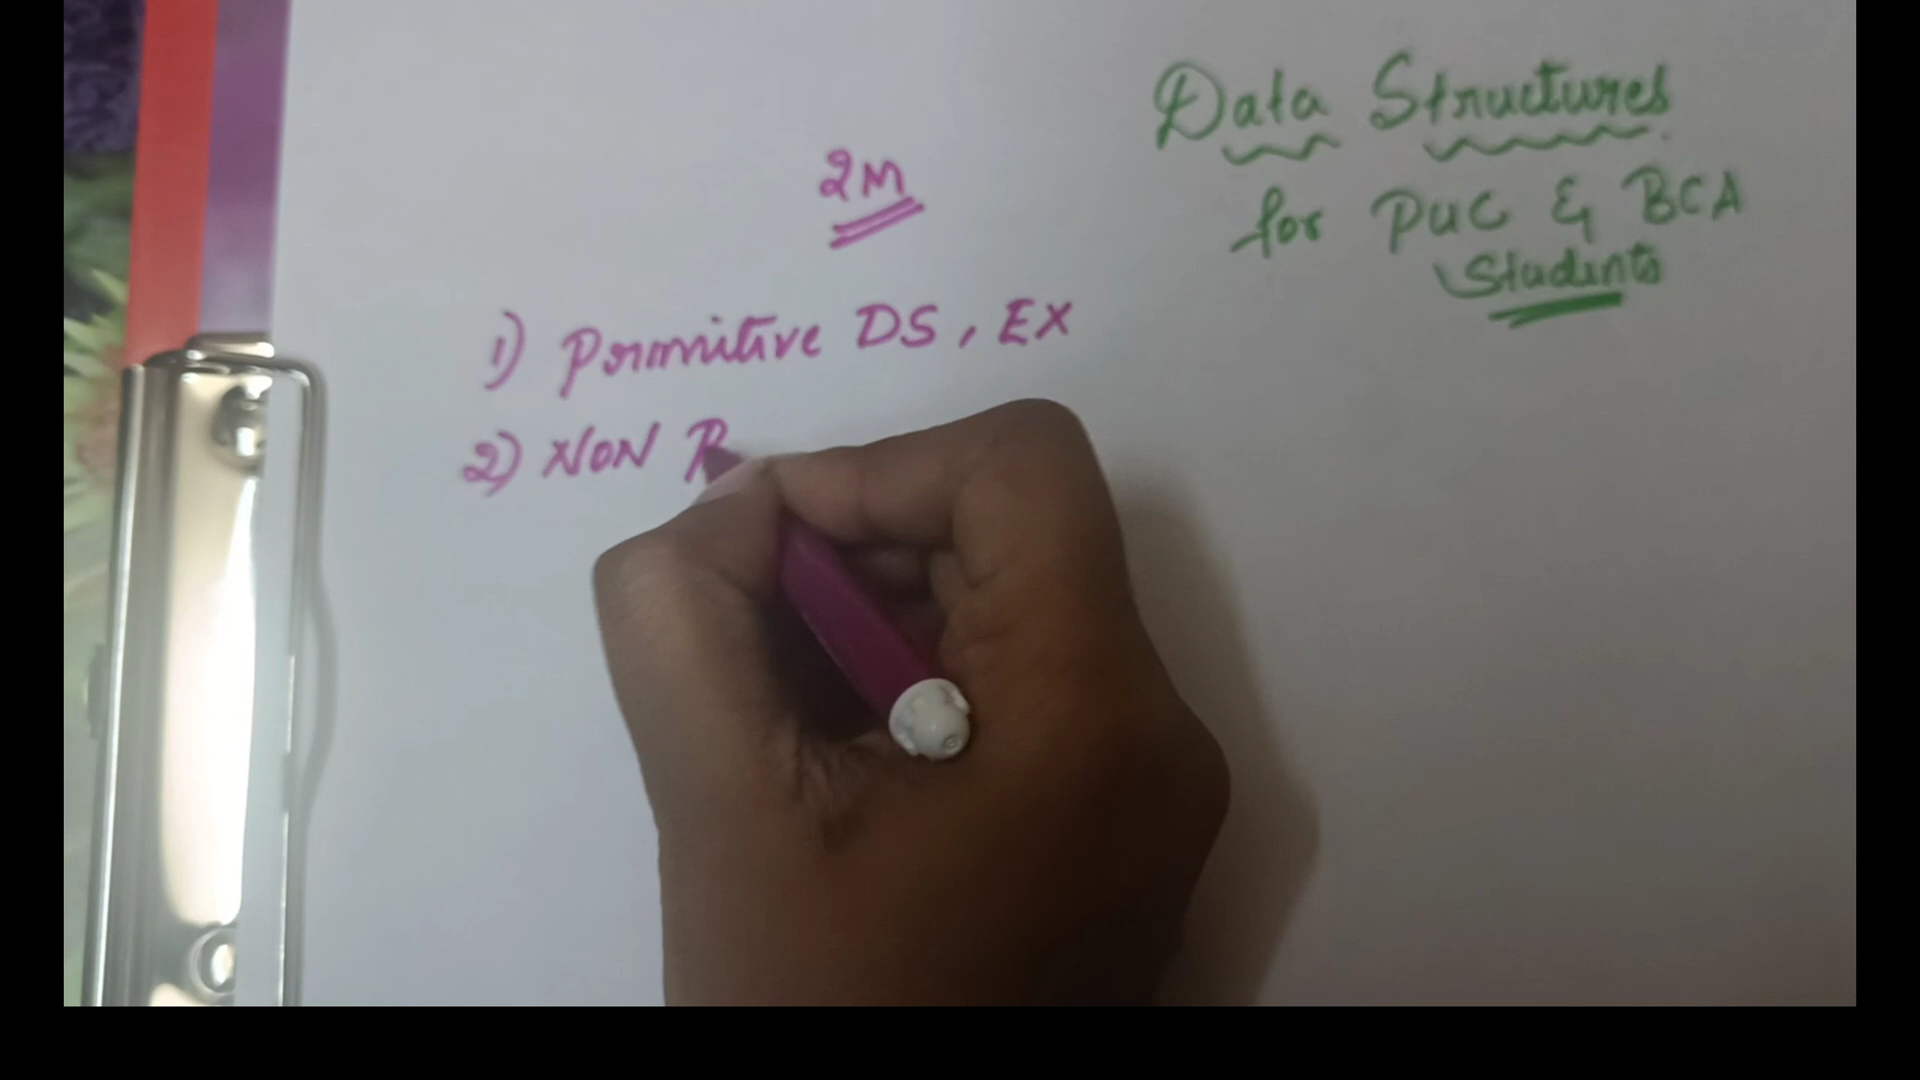 Data Structures
for PUC & BCA
Students
2M
1) Primitive DS, EX
2) NON P